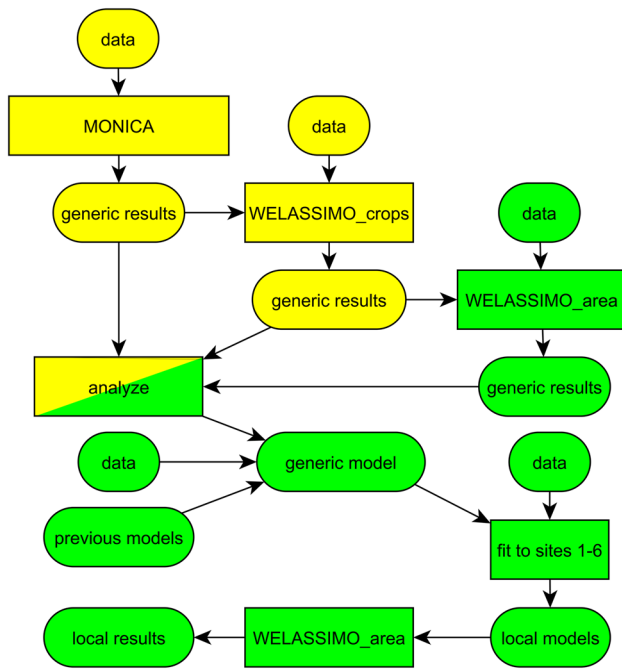 data
MONICA
data
generic results
WELASSIMO_crops
data
generic results
WELASSIMO_area
analyze
generic results
data
generic model
data
previous models
fit to sites 1-6
local results
WELASSIMO_area
local models